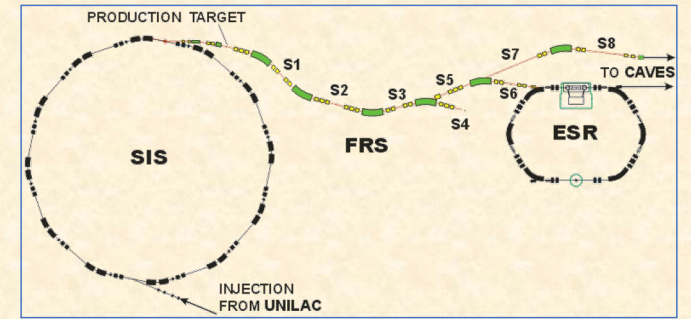 PRODUCTION TARGET
S1
S2
S3
S4
S5
S6
S7
S8
TO CAVES
SIS
FRS
ESR
INJECTION
FROM UNILAC